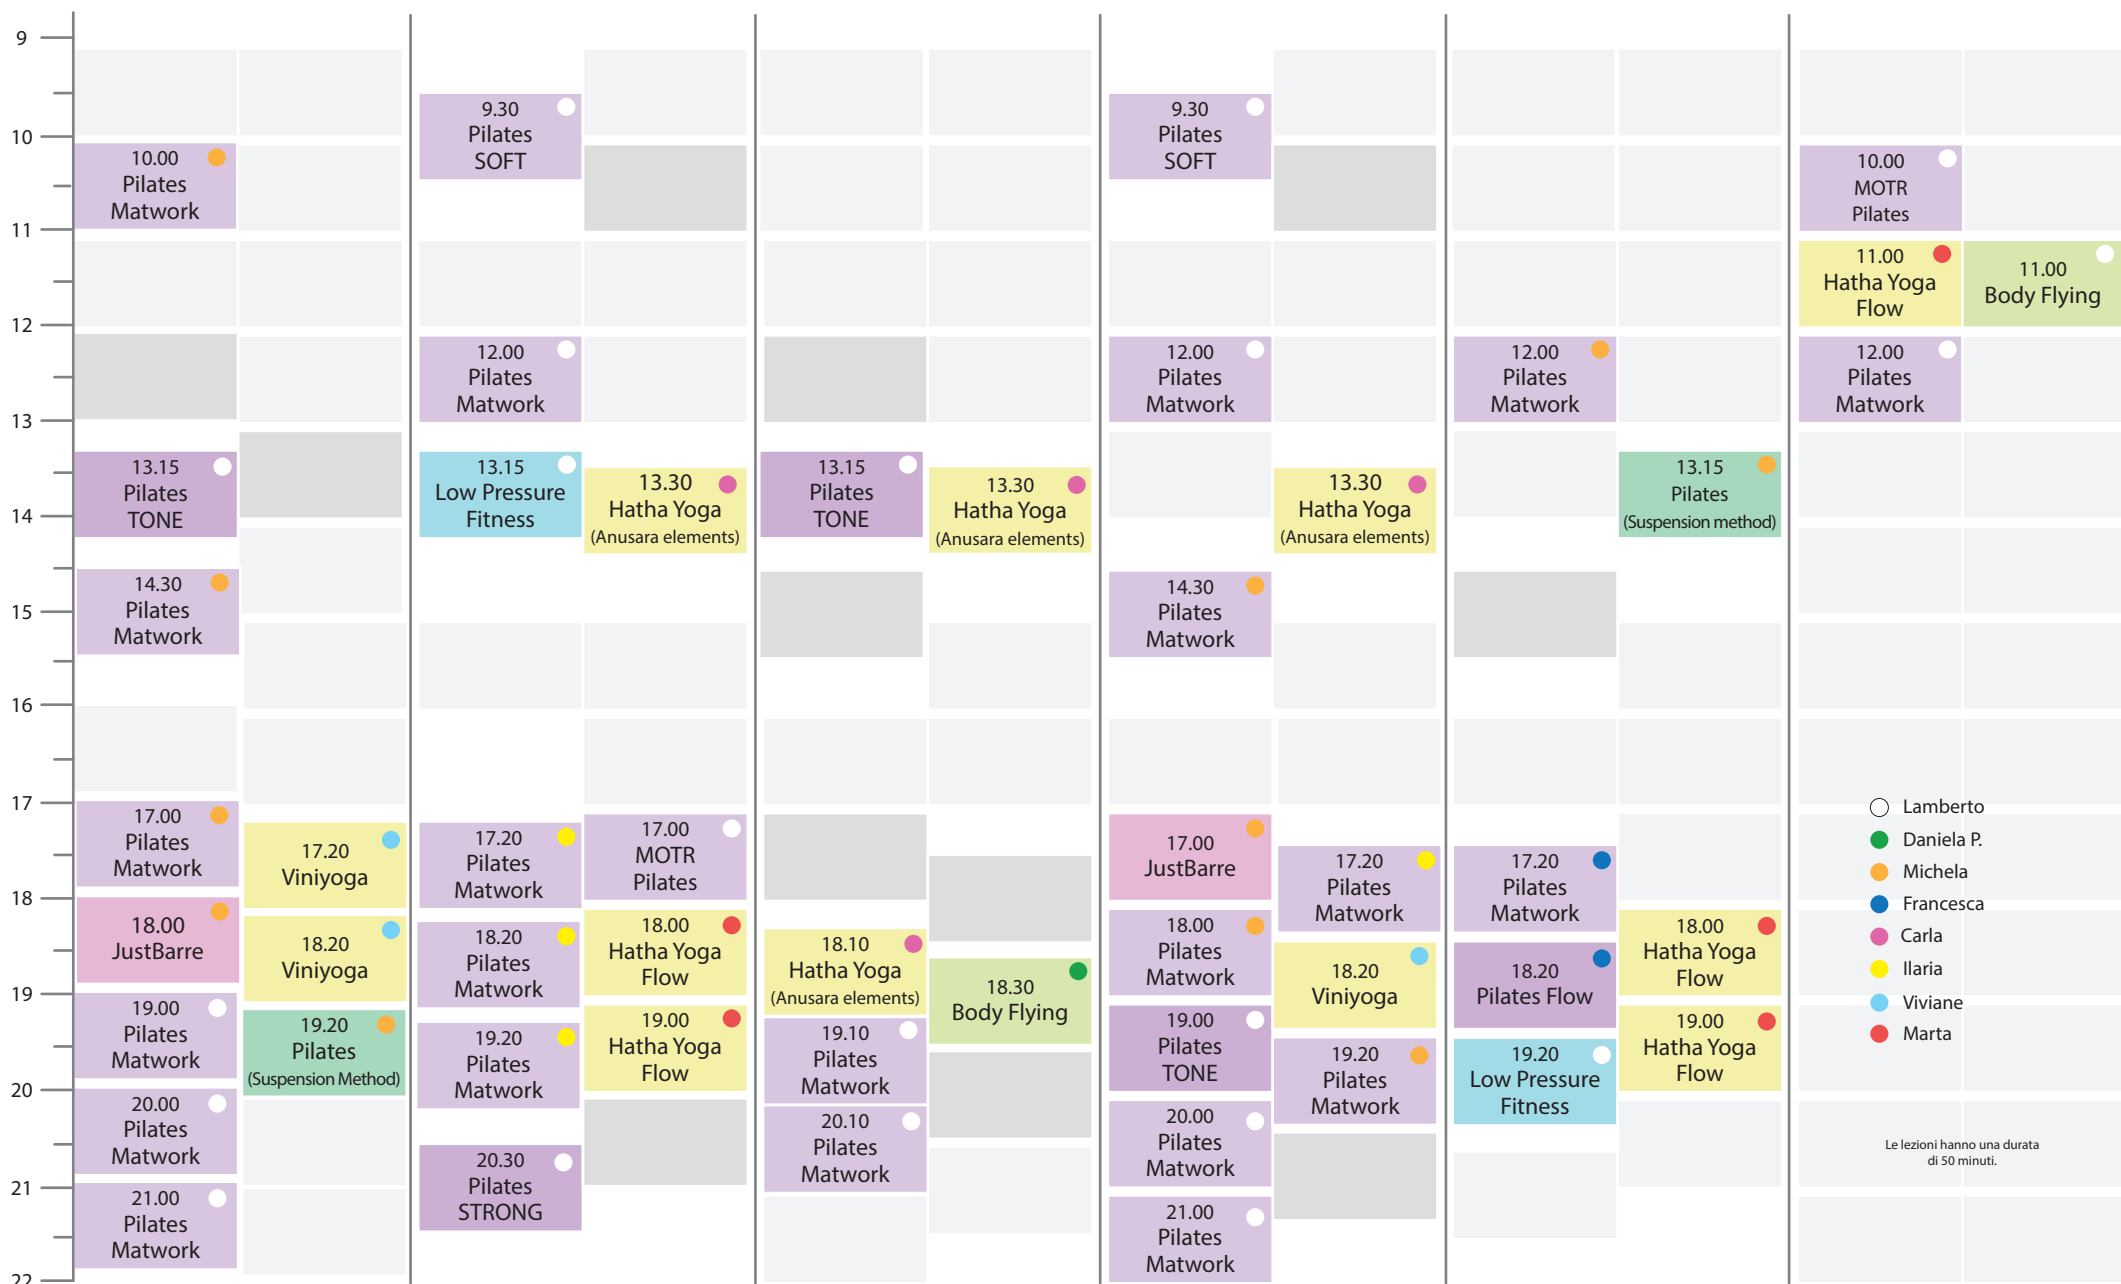 9
10
11
12
13
14
15
16
17
18
19
20
21
22
10.00
Pilates
Matwork
13.15
Pilates
TONE
14.30
Pilates
Matwork
17.00
Pilates
Matwork
18.00
JustBarre
19.00
Pilates
Matwork
20.00
Pilates
Matwork
21.00
Pilates
Matwork
17.20
Viniyoga
18.20
Viniyoga
19.20
Pilates
(Suspension Method)
9.30
Pilates
SOFT
12.00
Pilates
Matwork
13.15
Low Pressure
Fitness
17.20
Pilates
Matwork
18.20
Pilates
Matwork
19.20
Pilates
Matwork
20.30
Pilates
STRONG
13.30
Hatha Yoga
(Anusara elements)
17.00
MOTR
Pilates
18.00
Hatha Yoga
Flow
19.00
Hatha Yoga
Flow
13.15
Pilates
TONE
18.10
Hatha Yoga
(Anusara elements)
19.10
Pilates
Matwork
20.10
Pilates
Matwork
13.30
Hatha Yoga
(Anusara elements)
18.30
Body Flying
9.30
Pilates
SOFT
12.00
Pilates
Matwork
14.30
Pilates
Matwork
17.00
JustBarre
18.00
Pilates
Matwork
19.00
Pilates
TONE
20.00
Pilates
Matwork
21.00
Pilates
Matwork
13.30
Hatha Yoga
(Anusara elements)
17.20
Pilates
Matwork
18.20
Viniyoga
19.20
Pilates
Matwork
12.00
Pilates
Matwork
17.20
Pilates
Matwork
18.20
Pilates Flow
19.20
Low Pressure
Fitness
13.15
Pilates
(Suspension method)
18.00
Hatha Yoga
Flow
19.00
Hatha Yoga
Flow
10.00
MOTR
Pilates
11.00
Hatha Yoga
Flow
12.00
Pilates
Matwork
11.00
Body Flying
Lamberto
Daniela P.
Michela
Francesca
Carla
Ilaria
Viviane
Marta
Le lezioni hanno una durata
di 50 minuti.